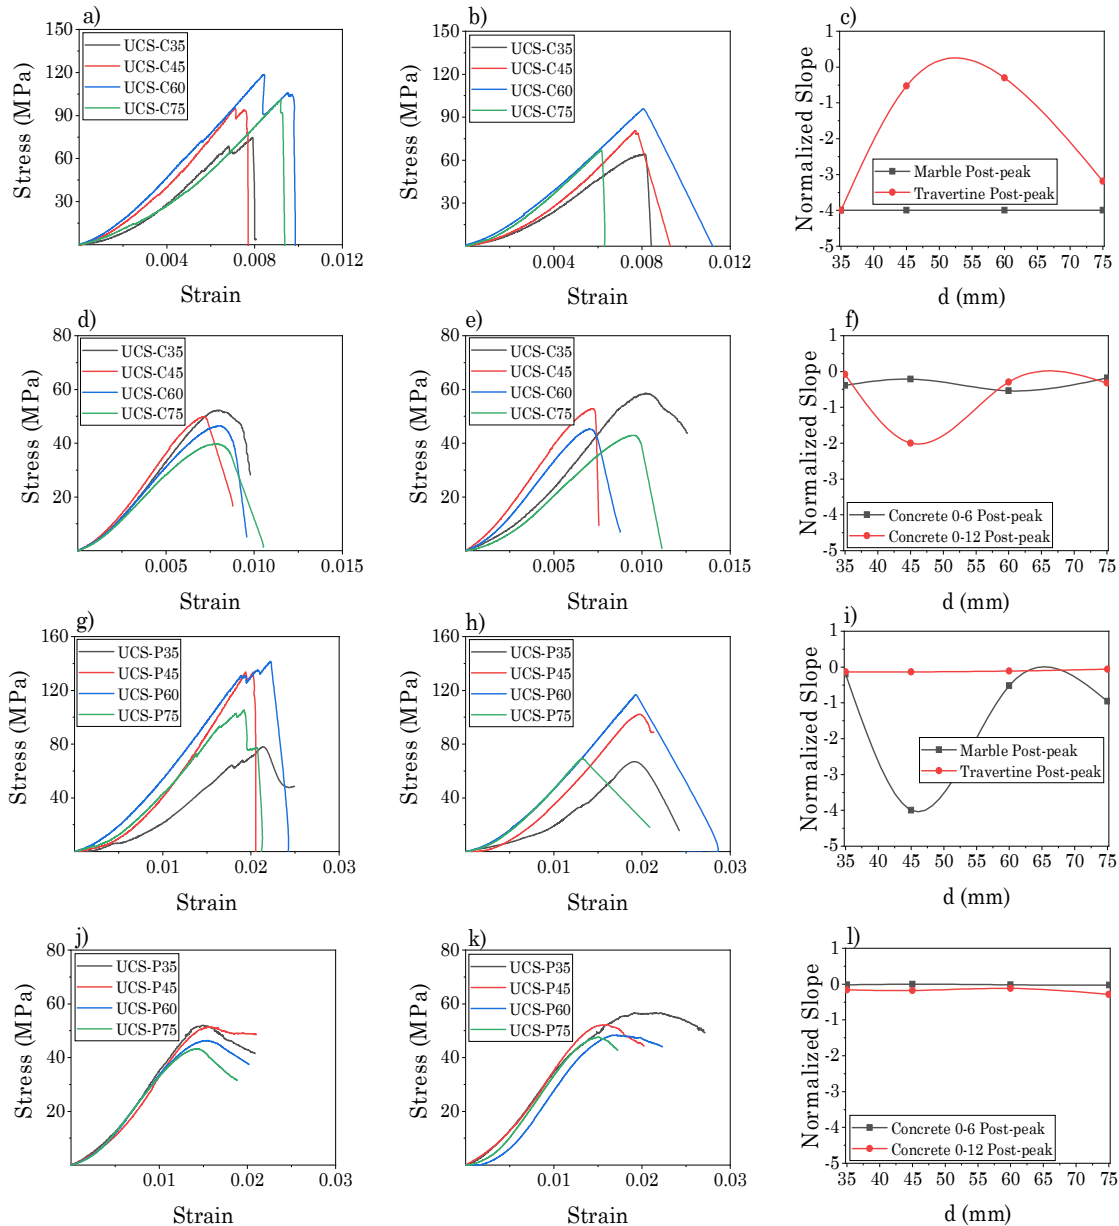 a)
150
120
90
60
30
Stress (MPa)
UCS-C35
UCS-C45
UCS-C60
UCS-C75
0.004
0.008
0.012
Strain
b)
150
120
90
60
30
Stress (MPa)
UCS-C35
UCS-C45
UCS-C60
UCS-C75
0.004
0.008
0.012
Strain
c)
1
0
-1
-2
-3
-4
-5
Normalized Slope
Marble Post-peak
Travertine Post-peak
35 40 45 50 55 60 65 70 75
d (mm)
d)
80
60
40
20
Stress (MPa)
UCS-C35
UCS-C45
UCS-C60
UCS-C75
0.005
0.010
0.015
Strain
e)
80
60
40
20
Stress (MPa)
UCS-C35
UCS-C45
UCS-C60
UCS-C75
0.005
0.010
0.015
Strain
f)
1
0
-1
-2
-3
-4
-5
Normalized Slope
Concrete 0-6 Post-peak
Concrete 0-12 Post-peak
35 40 45 50 55 60 65 70 75
d (mm)
g)
160
120
80
40
Stress (MPa)
UCS-P35
UCS-P45
UCS-P60
UCS-P75
0.01
0.02
0.03
Strain
h)
160
120
80
40
Stress (MPa)
UCS-P35
UCS-P45
UCS-P60
UCS-P75
0.01
0.02
0.03
Strain
i)
1
0
-1
-2
-3
-4
-5
Normalized Slope
Marble Post-peak
Travertine Post-peak
35 40 45 50 55 60 65 70 75
d (mm)
j)
80
60
40
20
Stress (MPa)
UCS-P35
UCS-P45
UCS-P60
UCS-P75
0.01
0.02
0.03
Strain
k)
80
60
40
20
Stress (MPa)
UCS-P35
UCS-P45
UCS-P60
UCS-P75
0.01
0.02
0.03
Strain
l)
1
0
-1
-2
-3
-4
-5
Normalized Slope
Concrete 0-6 Post-peak
Concrete 0-12 Post-peak
35 40 45 50 55 60 65 70 75
d (mm)